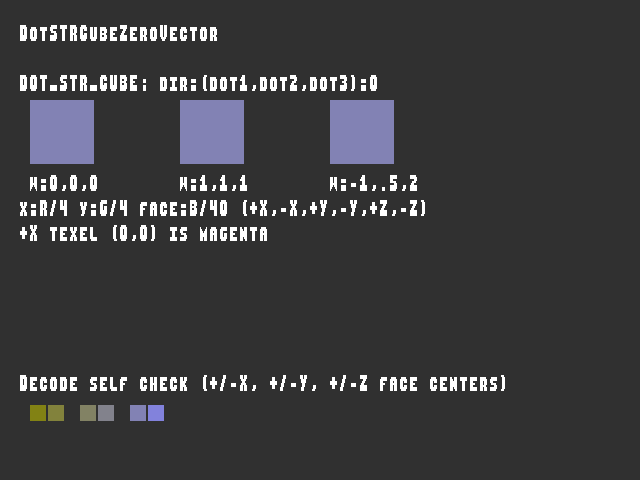 DotSTRCubeZeroVector
DOT_STR_CUBE: dir:(dot1,dot2,dot3):0
w:0,0,0 w:1,1,1 w:-1,.5,2
x:R/4 y:G/4 face:B/40 (+X,-X,+Y,-Y,+Z,-Z)
+X texel (0,0) is magenta
Decode self check (+/-X, +/-Y, +/-Z face centers)